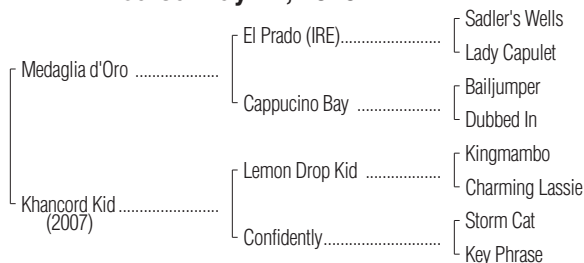 Sadler's Wells
El Prado (IRE)....................
Lady Capulet
Medaglia d'Oro ....................
Bailjumper
Cappucino Bay ....................
Dubbed In
Kingmambo
Lemon Drop Kid ..................
Charming Lassie
Khancord Kid ........................
(2007)
Storm Cat
Confidently...........................
Key Phrase